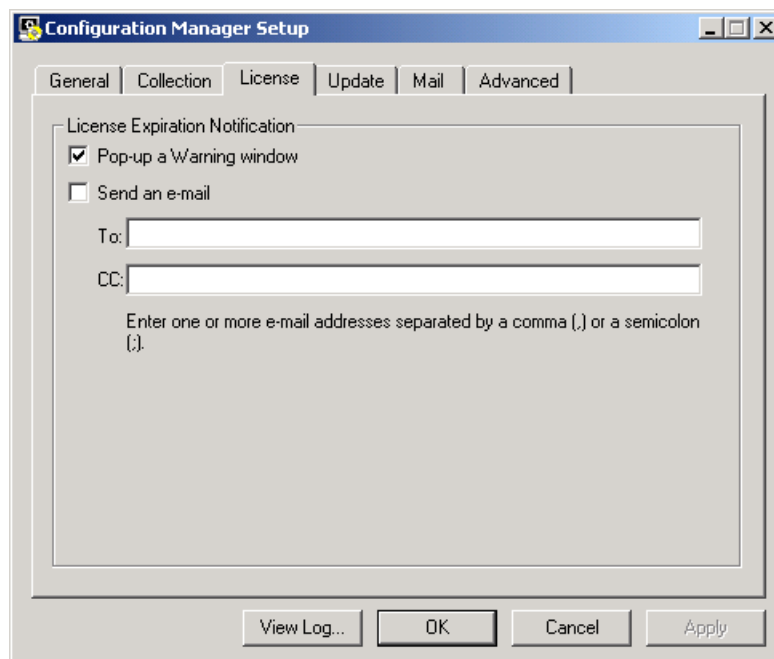 Configuration Manager Setup
General Collection License Update Mail Advanced
License Expiration Notification
Pop-up a Warning window
Send an e-mail
To:
CC:
Enter one or more e-mail addresses separated by a comma (,) or a semicolon
(;).
View Log... OK Cancel Apply